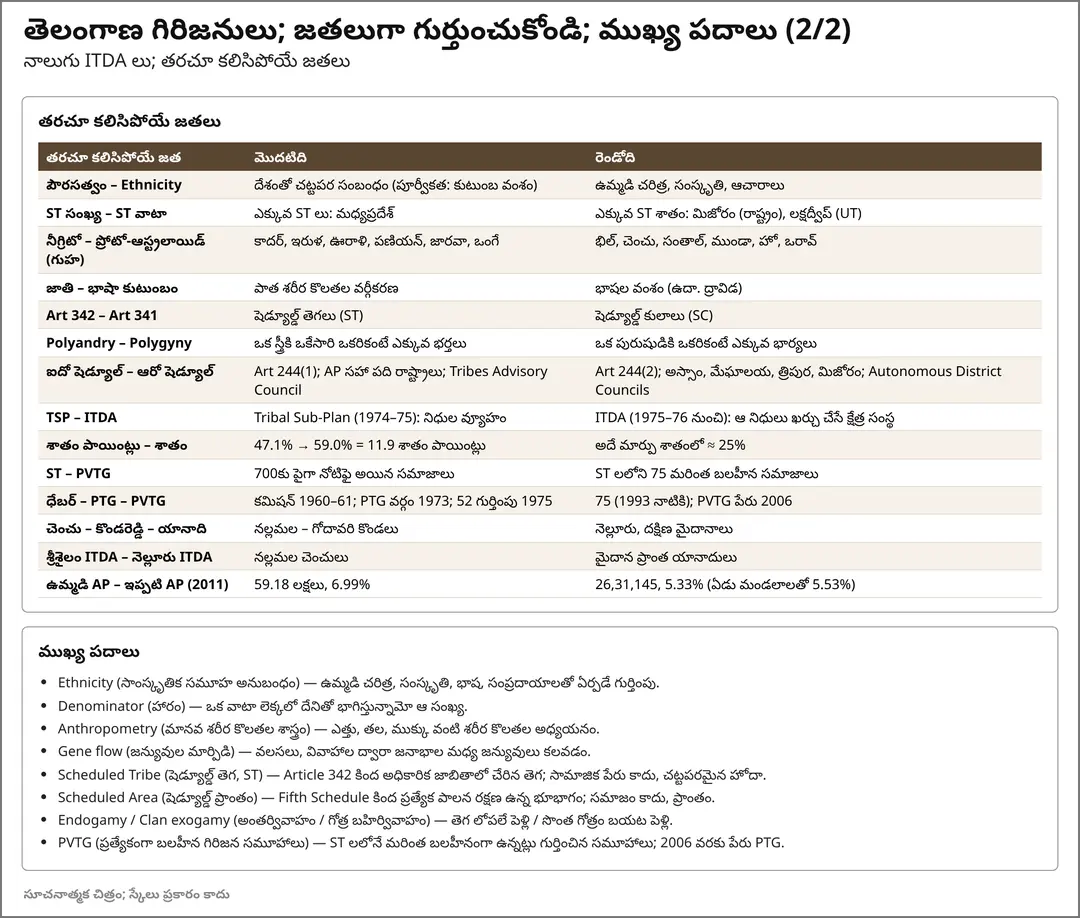 తెలంగాణ గిరిజనులు; జతలుగా గుర్తుంచుకోండి; ముఖ్య పదాలు (2/2)
నాలుగు ITDA లు; తరచూ కలిసిపోయే జతలు
తరచూ కలిసిపోయే జతలు
తరచూ కలిసిపోయే జత మొదటిది రెండోది
పౌరసత్వం – Ethnicity దేశంతో చట్టపర సంబంధం (పూర్వీకత: కుటుంబ వంశం) ఉమ్మడి చరిత్ర, సంస్కృతి, ఆచారాలు
ST సంఖ్య – ST వాటా ఎక్కువ ST లు: మధ్యప్రదేశ్ ఎక్కువ ST శాతం: మిజోరం (రాష్ట్రం), లక్షద్వీప్ (UT)
నీగ్రిటో – ప్రోటో-ఆస్ట్రలాయిడ్ కాదర్, ఇరుళ, ఊరాళి, పణియన్, జారవా, ఒంగే భిల్, చెంచు, సంతాల్, ముండా, హో, ఒరావ్
(గుహ)
జాతి – భాషా కుటుంబం పాత శరీర కొలతల వర్గీకరణ భాషల వంశం (ఉదా. ద్రావిడ)
Art 342 – Art 341 షెడ్యూల్డ్ తెగలు (ST) షెడ్యూల్డ్ కులాలు (SC)
Polyandry – Polygyny ఒక స్త్రీకి ఒకేసారి ఒకరికంటే ఎక్కువ భర్తలు ఒక పురుషుడికి ఒకరికంటే ఎక్కువ భార్యలు
ఐదో షెడ్యూల్ – ఆరో షెడ్యూల్ Art 244(1); AP సహా పది రాష్ట్రాలు; Tribes Advisory Art 244(2); అస్సాం, మేఘాలయ, త్రిపుర, మిజోరం; Autonomous District
Council Councils
TSP – ITDA Tribal Sub-Plan (1974–75): నిధుల వ్యూహం ITDA (1975–76 నుంచి): ఆ నిధులు ఖర్చు చేసే క్షేత్ర సంస్థ
శాతం పాయింట్లు – శాతం 47.1% → 59.0% = 11.9 శాతం పాయింట్లు అదే మార్పు శాతంలో ≈ 25%
ST – PVTG 700కు పైగా నోటిఫై అయిన సమాజాలు ST లలోని 75 మరింత బలహీన సమాజాలు
ధేబర్ – PTG – PVTG కమిషన్ 1960–61; PTG వర్గం 1973; 52 గుర్తింపు 1975 75 (1993 నాటికి); PVTG పేరు 2006
చెంచు – కొండరెడ్డి – యానాది నల్లమల – గోదావరి కొండలు నెల్లూరు, దక్షిణ మైదానాలు
శ్రీశైలం ITDA – నెల్లూరు ITDA నల్లమల చెంచులు మైదాన ప్రాంత యానాదులు
ఉమ్మడి AP – ఇప్పటి AP (2011) 59.18 లక్షలు, 6.99% 26,31,145, 5.33% (ఏడు మండలాలతో 5.53%)
ముఖ్య పదాలు
• Ethnicity (సాంస్కృతిక సమూహ అనుబంధం) — ఉమ్మడి చరిత్ర, సంస్కృతి, భాష, సంప్రదాయాలతో ఏర్పడే గుర్తింపు.
• Denominator (హారం) — ఒక వాటా లెక్కలో దేనితో భాగిస్తున్నామో ఆ సంఖ్య.
• Anthropometry (మానవ శరీర కొలతల శాస్త్రం) — ఎత్తు, తల, ముక్కు వంటి శరీర కొలతల అధ్యయనం.
• Gene flow (జన్యువుల మార్పిడి) — వలసలు, వివాహాల ద్వారా జనాభాల మధ్య జన్యువులు కలవడం.
• Scheduled Tribe (షెడ్యూల్డ్ తెగ, ST) — Article 342 కింద అధికారిక జాబితాలో చేరిన తెగ; సామాజిక పేరు కాదు, చట్టపరమైన హోదా.
• Scheduled Area (షెడ్యూల్డ్ ప్రాంతం) — Fifth Schedule కింద ప్రత్యేక పాలన రక్షణ ఉన్న భూభాగం; సమాజం కాదు, ప్రాంతం.
• Endogamy / Clan exogamy (అంతర్వివాహం / గోత్ర బహిర్వివాహం) — తెగ లోపలే పెళ్లి / సొంత గోత్రం బయట పెళ్లి.
• PVTG (ప్రత్యేకంగా బలహీన గిరిజన సమూహాలు) — ST లలోనే మరింత బలహీనంగా ఉన్నట్లు గుర్తించిన సమూహాలు; 2006 వరకు పేరు PTG.
సూచనాత్మక చిత్రం; స్కేలు ప్రకారం కాదు